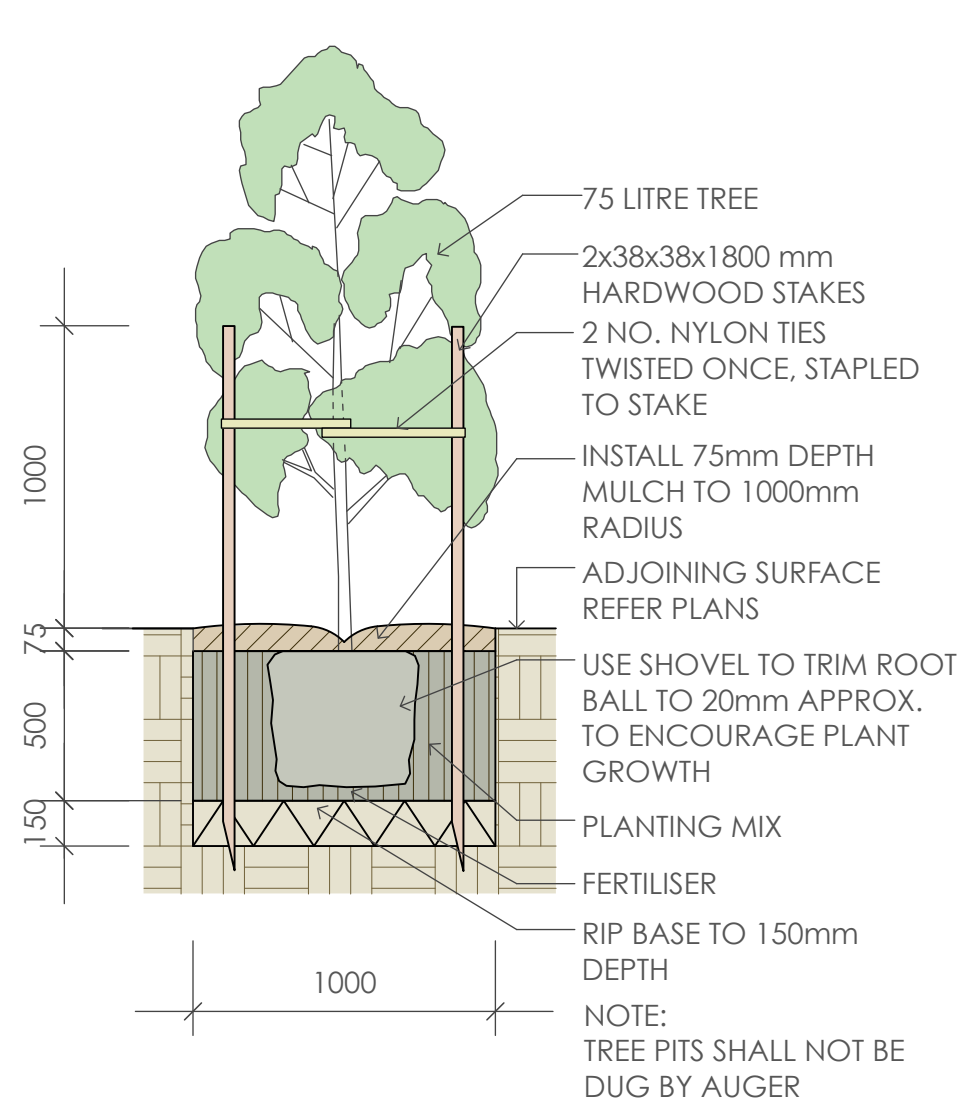 75 LITRE TREE
2x38x38x1800 mm
HARDWOOD STAKES
2 NO. NYLON TIES
TWISTED ONCE, STAPLED
TO STAKE
INSTALL 75mm DEPTH
MULCH TO 1000mm
RADIUS
ADJOINING SURFACE
REFER PLANS
USE SHOVEL TO TRIM ROOT
BALL TO 20mm APPROX.
TO ENCOURAGE PLANT
GROWTH
PLANTING MIX
FERTILISER
RIP BASE TO 150mm
DEPTH
NOTE:
TREE PITS SHALL NOT BE
DUG BY AUGER
1000
75
500
150
1000